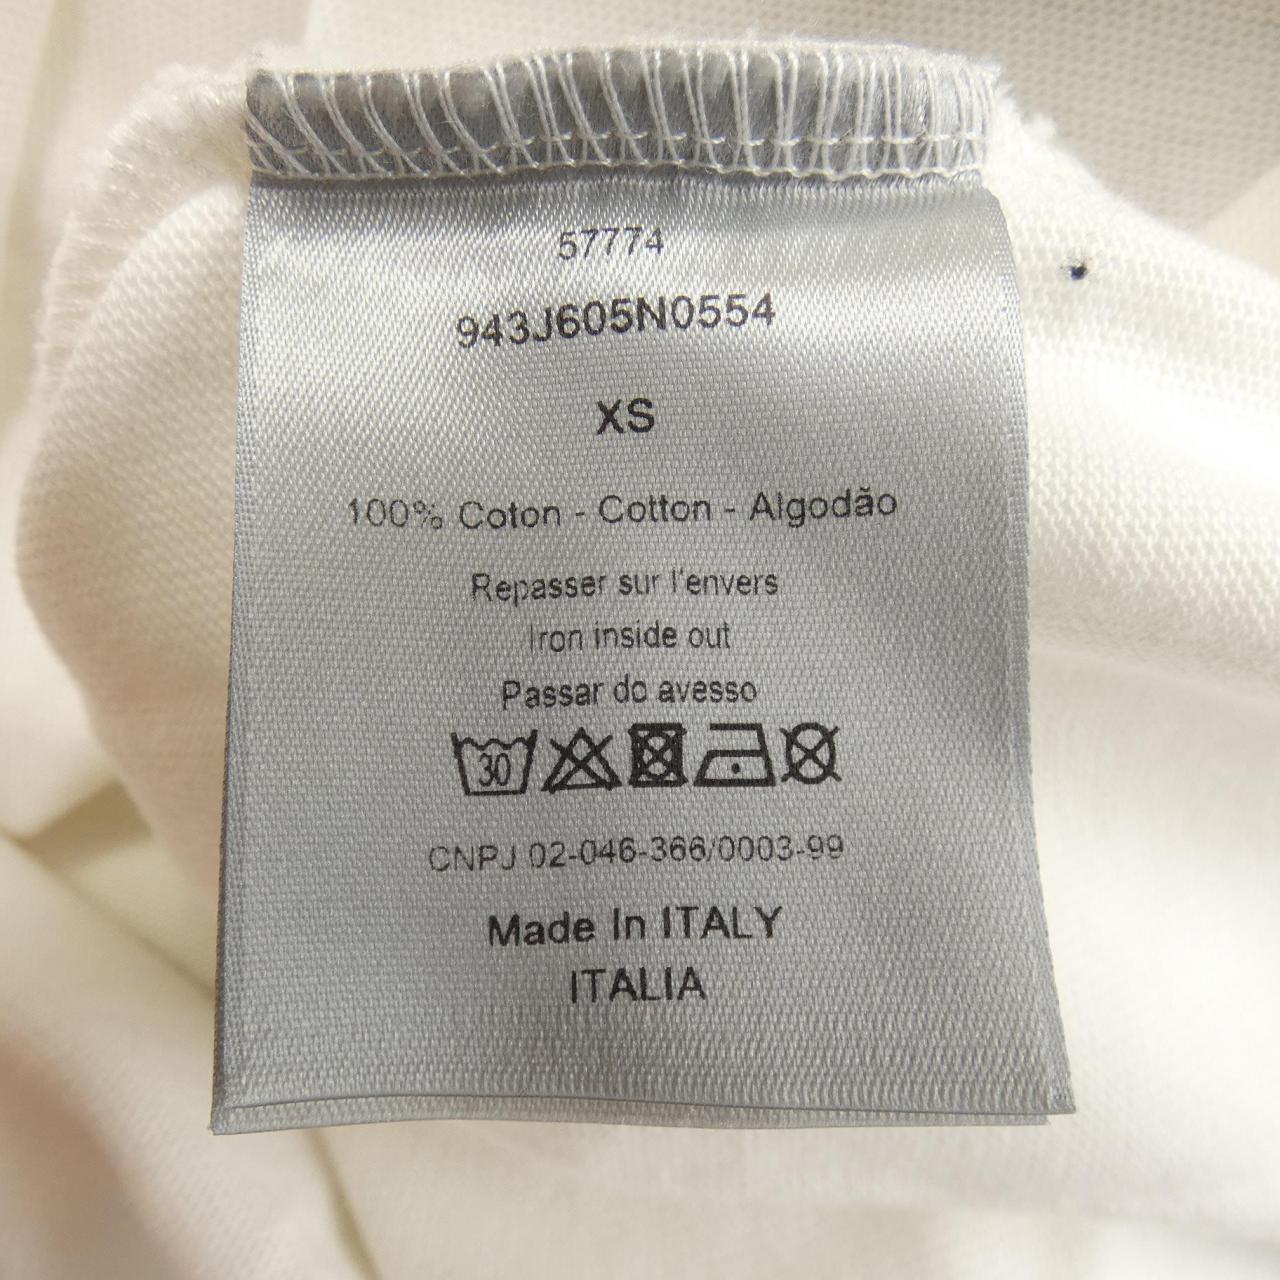 57774
943J605N0554
XS
100% Coton - Cotton - Algodão
Repasser sur l'envers
Iron inside out
Passar do avesso
30
CNPJ 02-046-366/0003-99
Made In ITALY
ITALIA